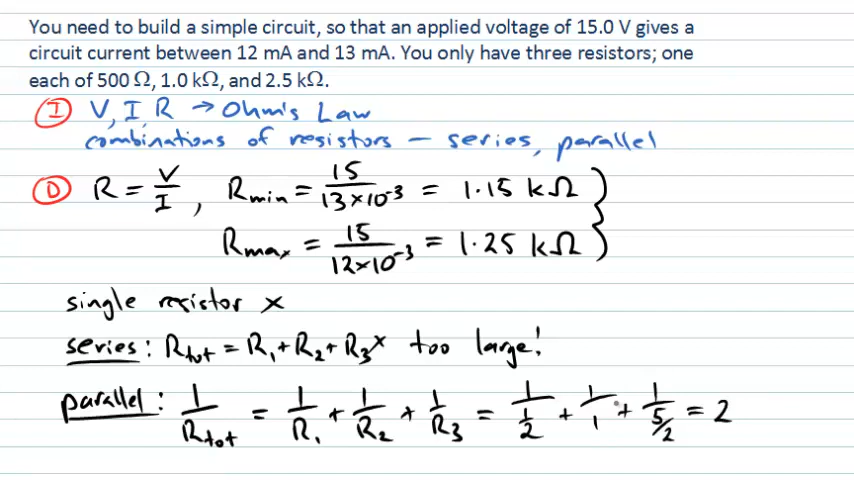 You need to build a simple circuit, so that an applied voltage of 15.0 V gives a
circuit current between 12 mA and 13 mA. You only have three resistors; one
each of 500 Ω, 1.0 kΩ, and 2.5 kΩ.
I V, I, R → Ohm's Law
combinations of resistors – series, parallel
D R = V/I, Rmin = 15/13×10⁻³ = 1.15 kΩ
Rmax = 15/12×10⁻³ = 1.25 kΩ
single resistor ×
series: Rtot = R₁+R₂+R₃ × too large!
parallel: 1/Rtot = 1/R₁ + 1/R₂ + 1/R₃ = 1/(1/2) + 1/1 + 1/(5/2) = 2